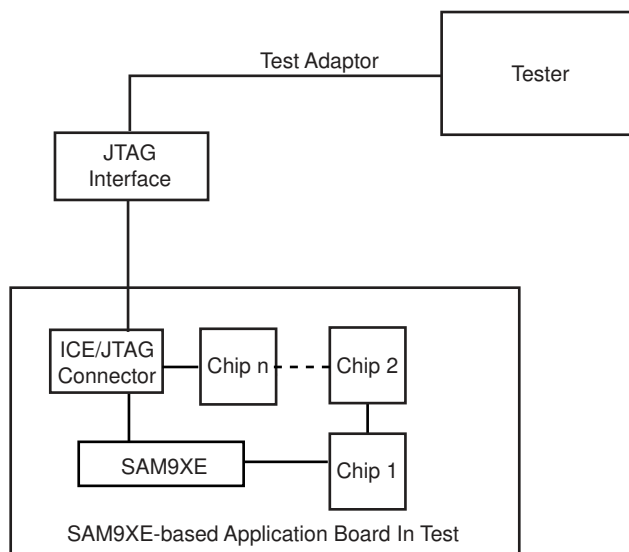 Test Adaptor
Tester
JTAG
Interface
ICE/JTAG
Connector
Chip n
Chip 2
SAM9XE
Chip 1
SAM9XE-based Application Board In Test